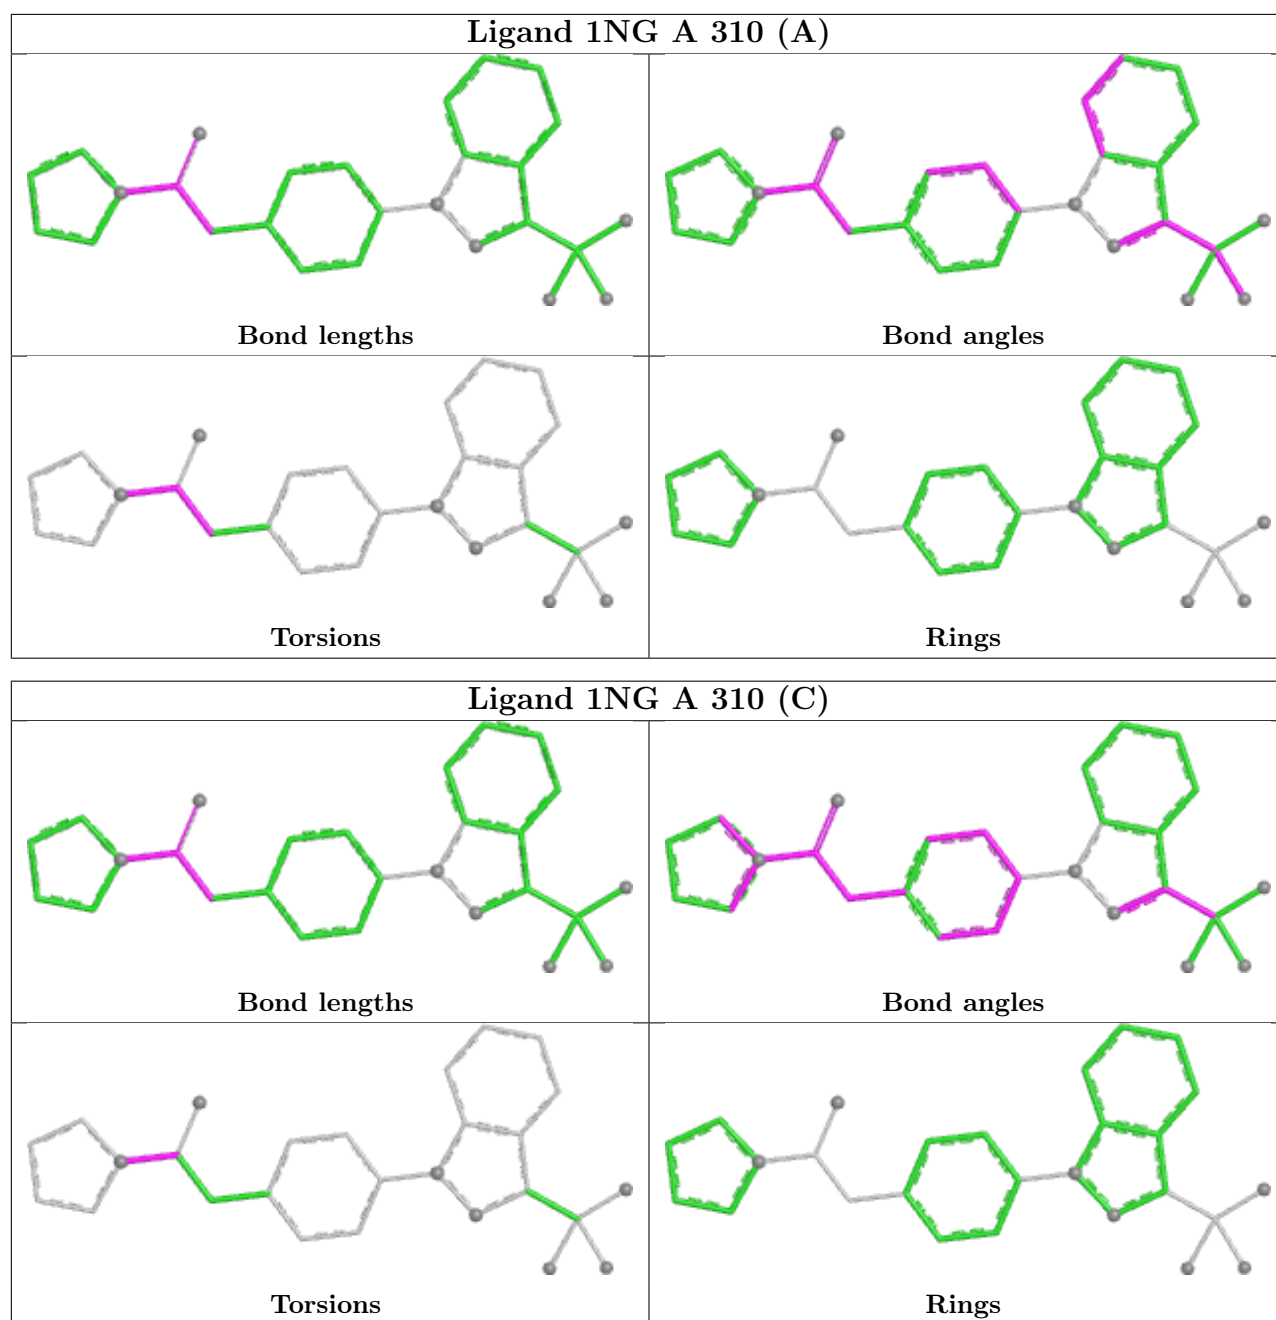 Ligand 1NG A 310 (A)
Bond lengths
Bond angles
Torsions
Rings
Ligand 1NG A 310 (C)
Bond lengths
Bond angles
Torsions
Rings